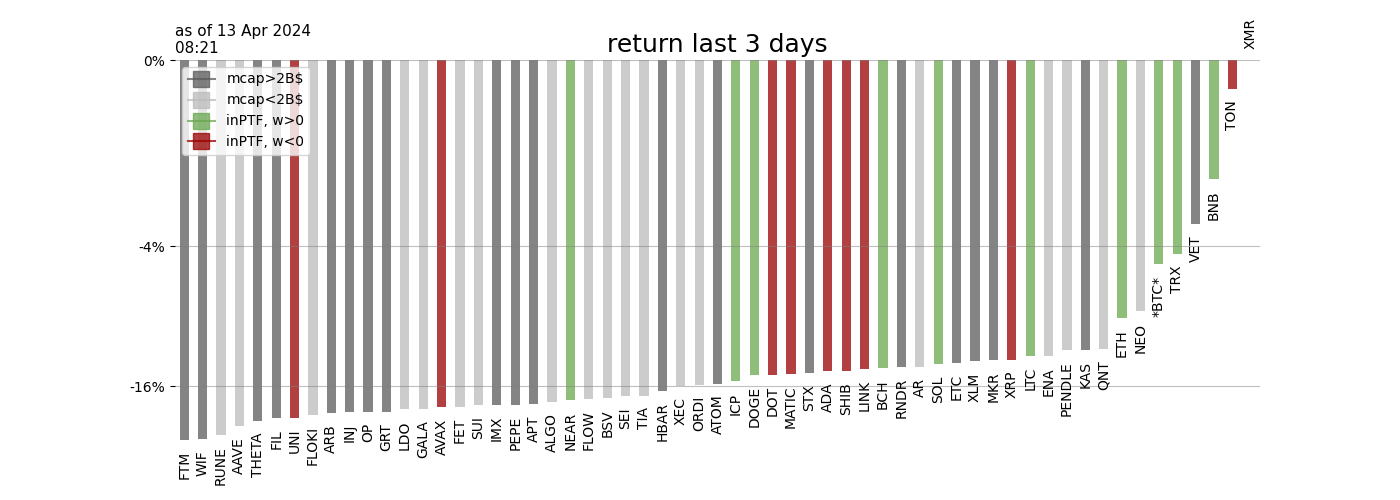 as of 13 Apr 2024
08:21
return last 3 days
0%
-4%
-16%
mcap>2B$
mcap<2B$
inPTF, w>0
inPTF, w<0
FTM
WIF
RUNE
AAVE
THETA
FIL
UNI
FLOKI
ARB
INJ
OP
GRT
LDO
GALA
AVAX
FET
SUI
IMX
PEPE
APT
ALGO
NEAR
FLOW
BSV
SEI
TIA
HBAR
XEC
ORDI
ATOM
ICP
DOGE
DOT
MATIC
STX
ADA
SHIB
LINK
BCH
RNDR
AR
SOL
ETC
XLM
MKR
XRP
LTC
ENA
PENDLE
KAS
QNT
ETH
NEO
*BTC*
TRX
VET
BNB
TON
XMR